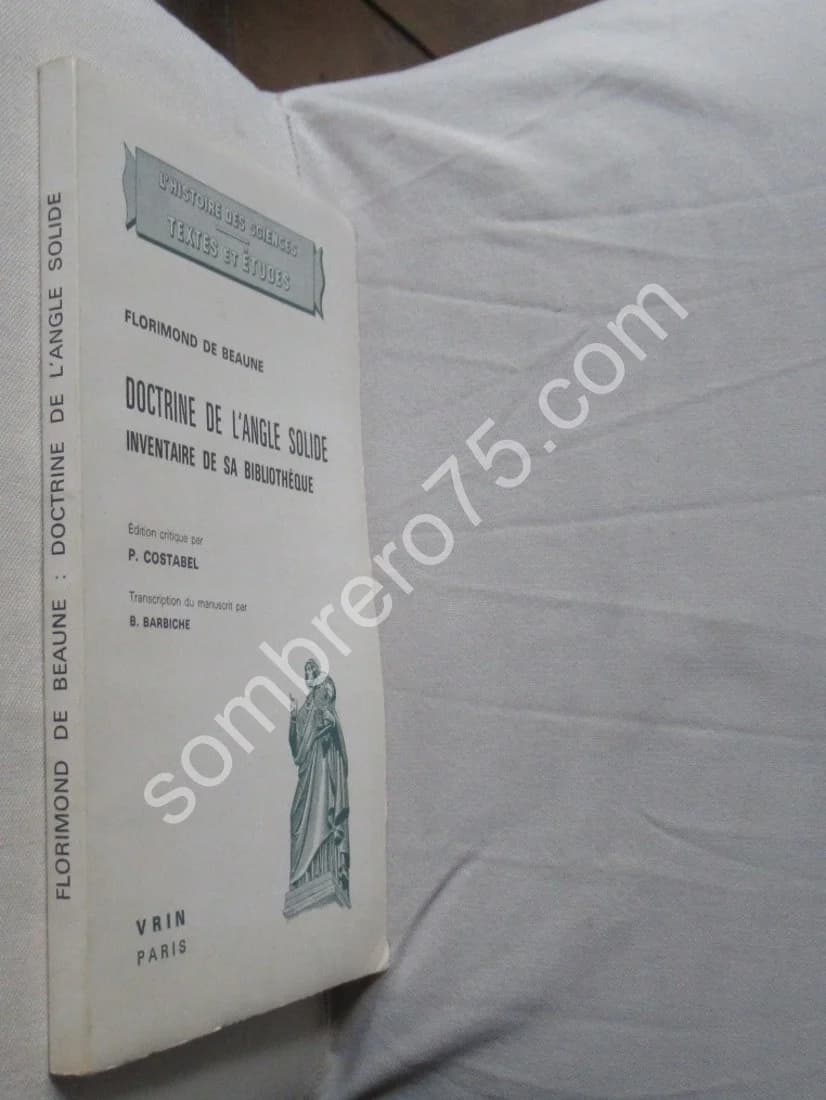 FLORIMOND DE BEAUNE : DOCTRINE DE L'ANGLE SOLIDE
L'HISTOIRE DES SCIENCES
TEXTES ET ÉTUDES
FLORIMOND DE BEAUNE
DOCTRINE DE L'ANGLE SOLIDE
INVENTAIRE DE SA BIBLIOTHÈQUE
Édition critique par
P. COSTABEL
Transcription du manuscrit par
B. BARBICHE
VRIN
PARIS
sombrero75.com